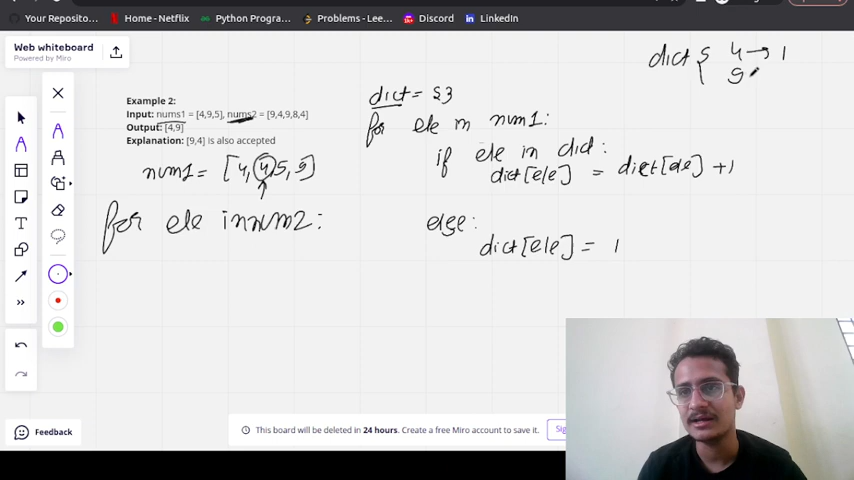 Your Reposito... Home - Netflix Python Progra... Problems - Lee... Discord LinkedIn
Web whiteboard
Powered by Miro
Example 2:
Input: nums1 = [4,9,5], nums2 = [9,4,9,8,4]
Output: [4,9]
Explanation: [9,4] is also accepted
num1 = [4,4,5,9]
for ele in num2:
dict = {}
for ele in num1:
if ele in dict:
dict[ele] = dict[ele] + 1
else:
dict[ele] = 1
dict { 4 → 1
9
T
Feedback
This board will be deleted in 24 hours. Create a free Miro account to save it.